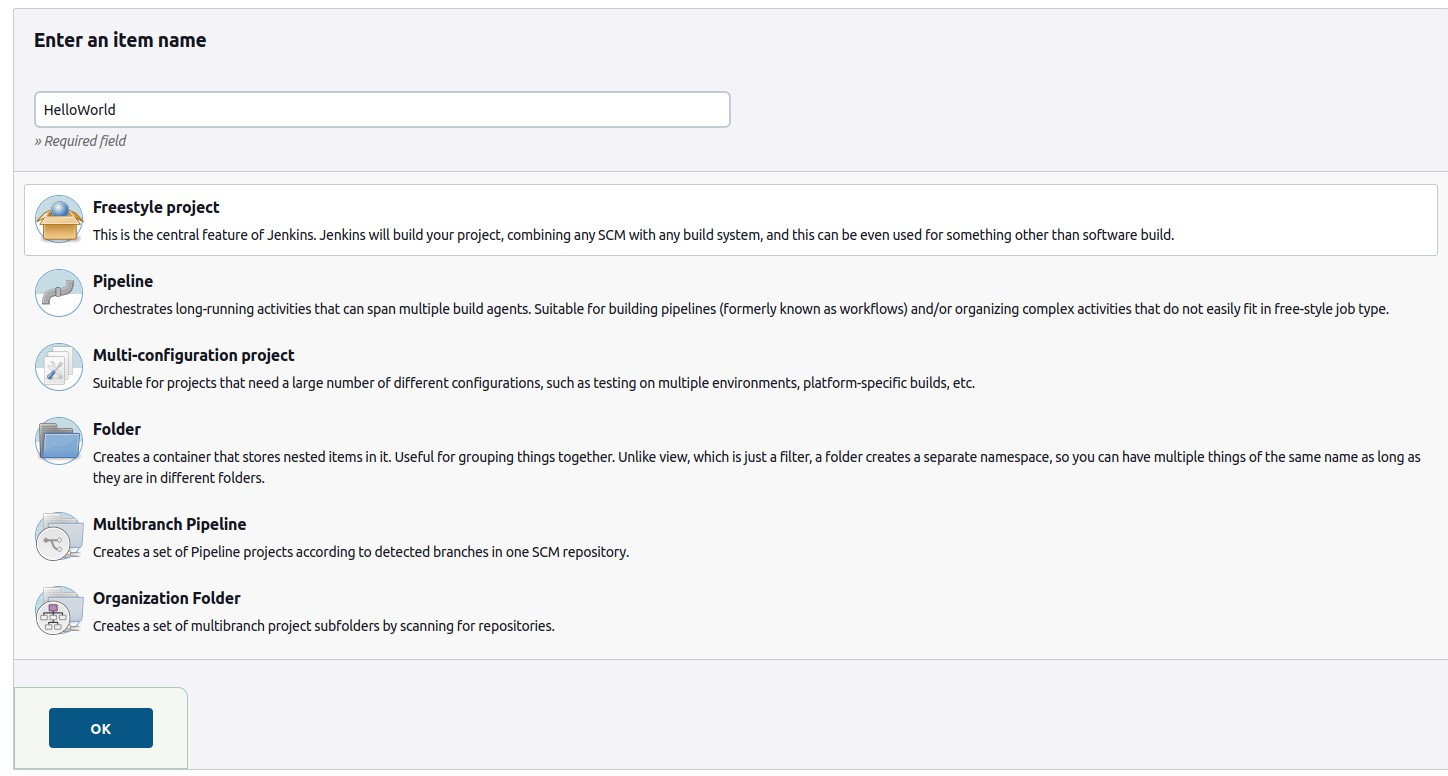 Enter an item name
HelloWorld
» Required field
Freestyle project
This is the central feature of Jenkins. Jenkins will build your project, combining any SCM with any build system, and this can be even used for something other than software build.
Pipeline
Orchestrates long-running activities that can span multiple build agents. Suitable for building pipelines (formerly known as workflows) and/or organizing complex activities that do not easily fit in free-style job type.
Multi-configuration project
Suitable for projects that need a large number of different configurations, such as testing on multiple environments, platform-specific builds, etc.
Folder
Creates a container that stores nested items in it. Useful for grouping things together. Unlike view, which is just a filter, a folder creates a separate namespace, so you can have multiple things of the same name as long as
they are in different folders.
Multibranch Pipeline
Creates a set of Pipeline projects according to detected branches in one SCM repository.
Organization Folder
Creates a set of multibranch project subfolders by scanning for repositories.
OK